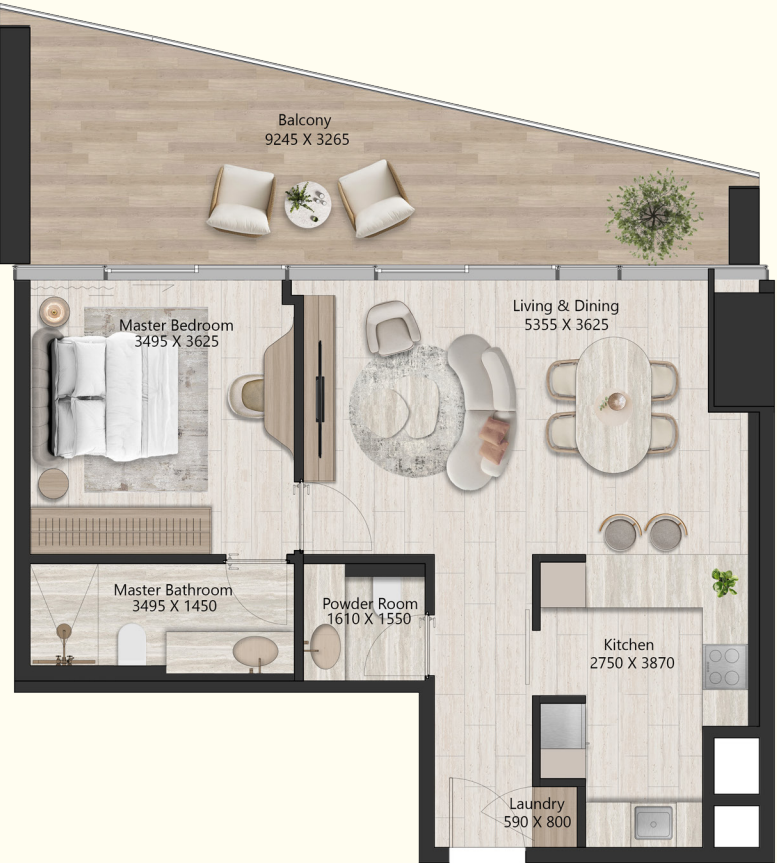 Balcony
9245 X 3265
Living & Dining
5355 X 3625
Master Bedroom
3495 X 3625
Master Bathroom
3495 X 1450
Powder Room
1610 X 1550
Kitchen
2750 X 3870
Laundry
590 X 800